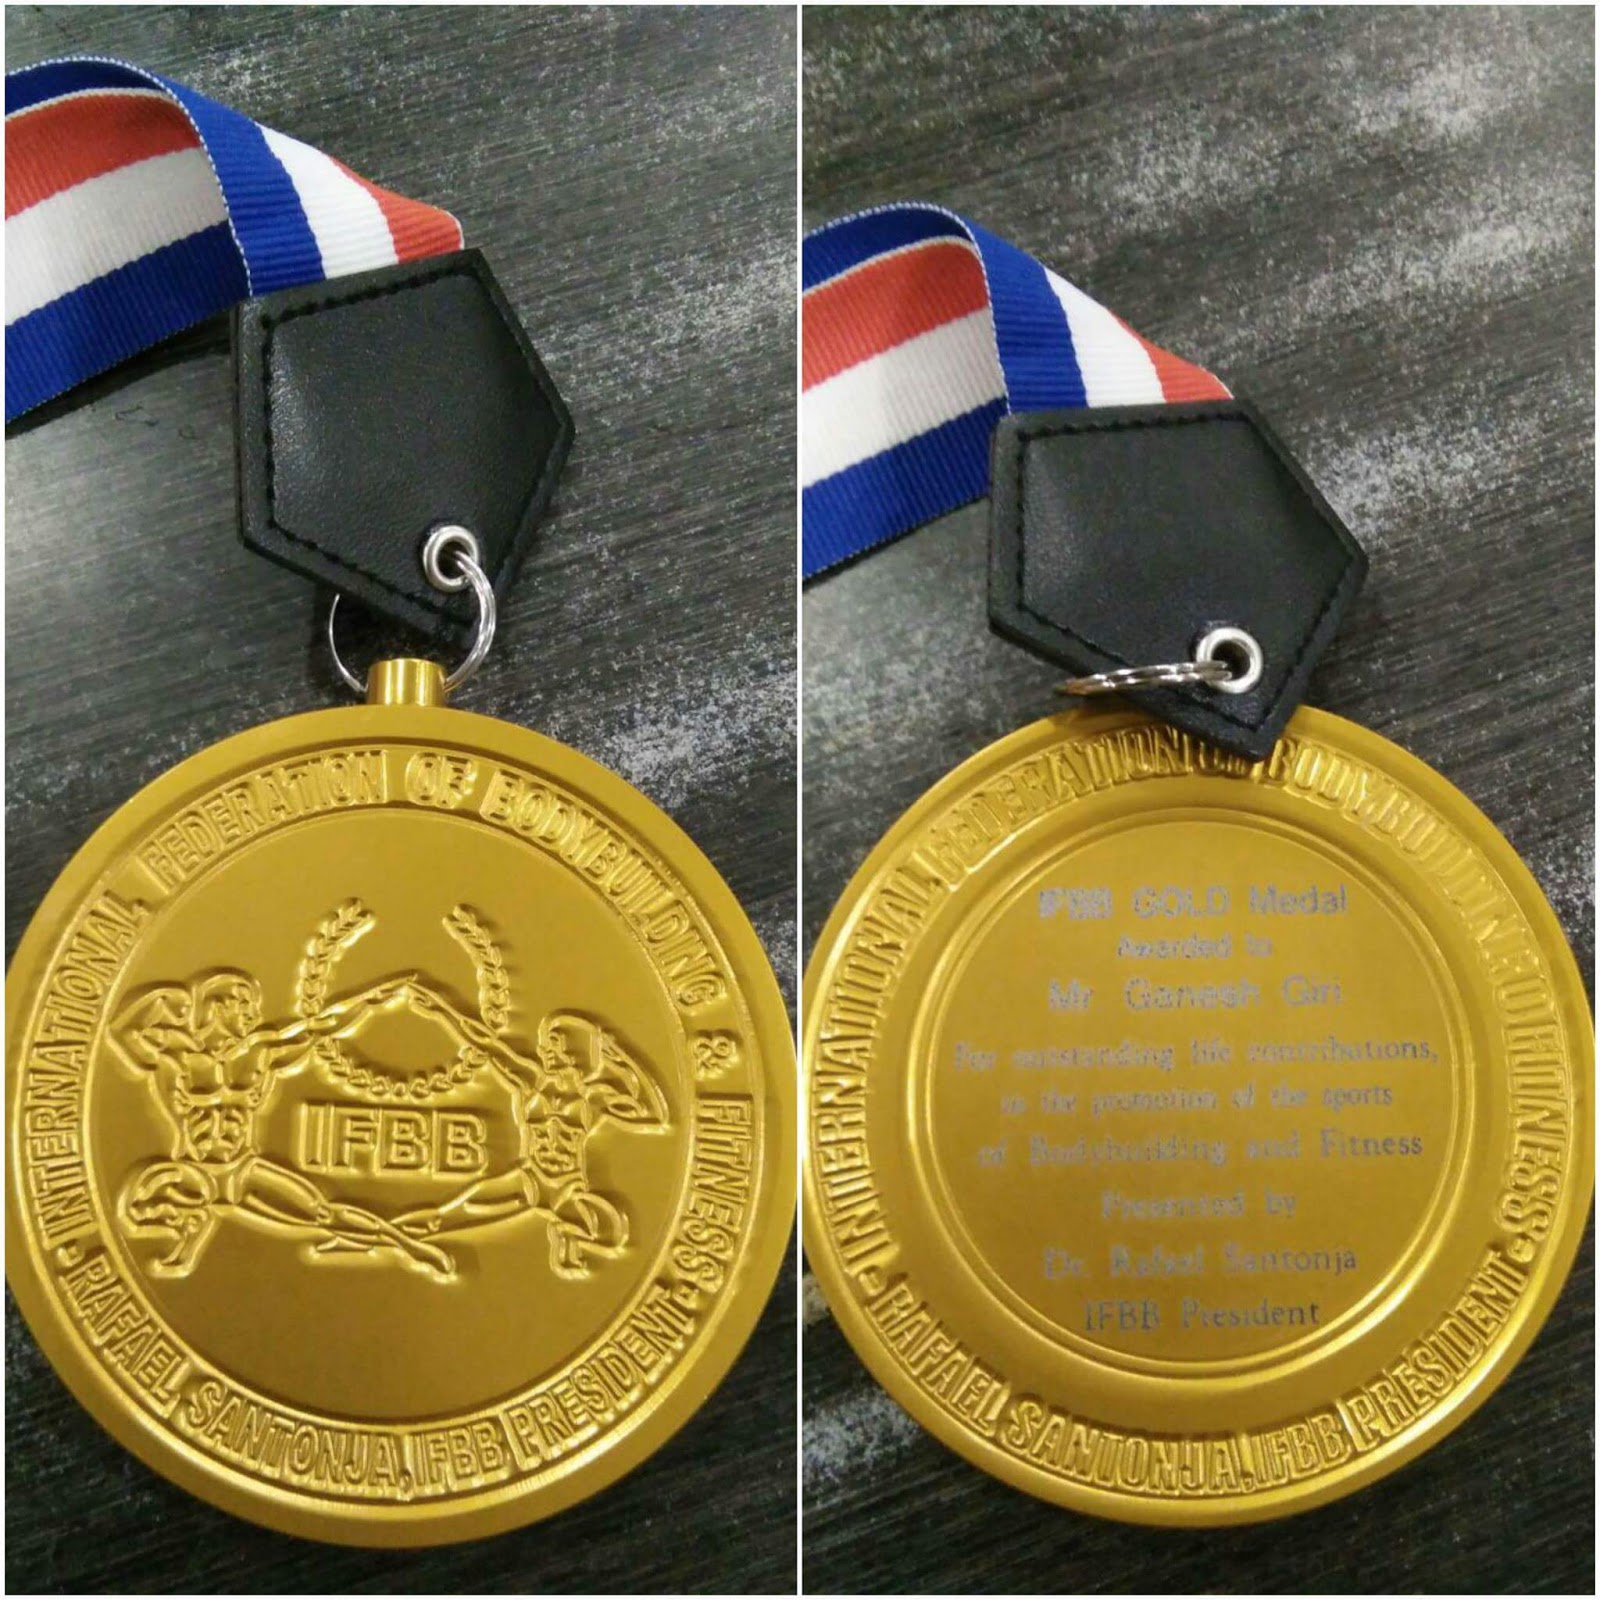 INTERNATIONAL FEDERATION OF BODYBUILDING & FITNESS
IFBB
RAFAEL SANTONJA, IFBB PRESIDENT
INTERNATIONAL FEDERATION OF BODYBUILDING & FITNESS
IFBB GOLD Medal
Awarded to
Mr. Ganesh Giri
For outstanding life contributions,
to the promotion of the sports
of Bodybuilding and Fitness
Presented by
Dr. Rafael Santonja
IFBB President
RAFAEL SANTONJA, IFBB PRESIDENT